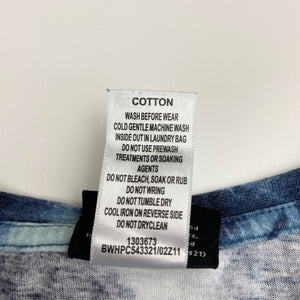 COTTON
WASH BEFORE WEAR
COLD GENTLE MACHINE WASH
INSIDE OUT IN LAUNDRY BAG
DO NOT USE PREWASH
TREATMENTS OR SOAKING
AGENTS
DO NOT BLEACH, SOAK OR RUB
DO NOT WRING
DO NOT TUMBLE DRY
COOL IRON ON REVERSE SIDE
DO NOT DRYCLEAN
1303673
BWHPC543321/02Z11